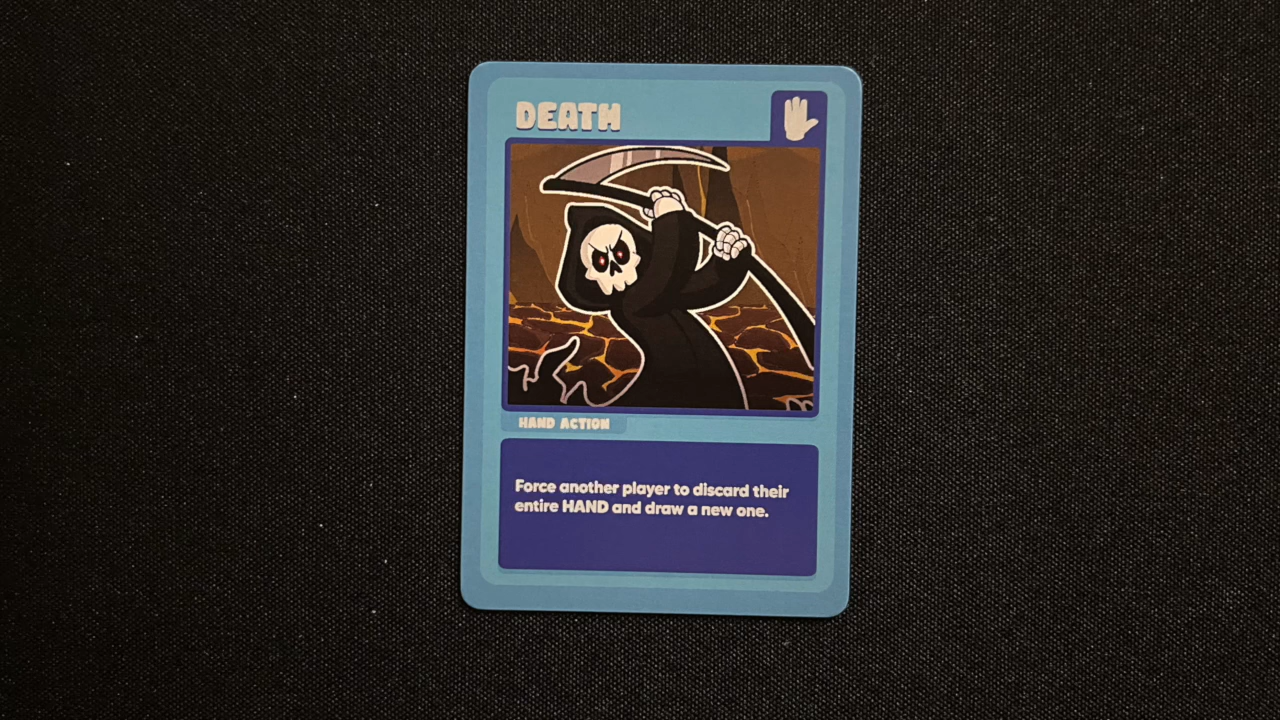 DEATH
HAND ACTION
Force another player to discard their
entire HAND and draw a new one.